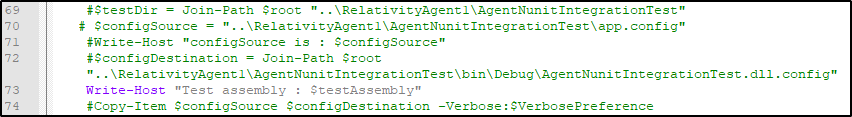 69 #$testDir = Join-Path $root "..\RelativityAgent1\AgentNunitIntegrationTest"
70 # $configSource = "..\RelativityAgent1\AgentNunitIntegrationTest\app.config"
71 #Write-Host "configSource is : $configSource"
72 #$configDestination = Join-Path $root
"..\RelativityAgent1\AgentNunitIntegrationTest\bin\Debug\AgentNunitIntegrationTest.dll.config"
73 Write-Host "Test assembly : $testAssembly"
74 #Copy-Item $configSource $configDestination -Verbose:$VerbosePreference